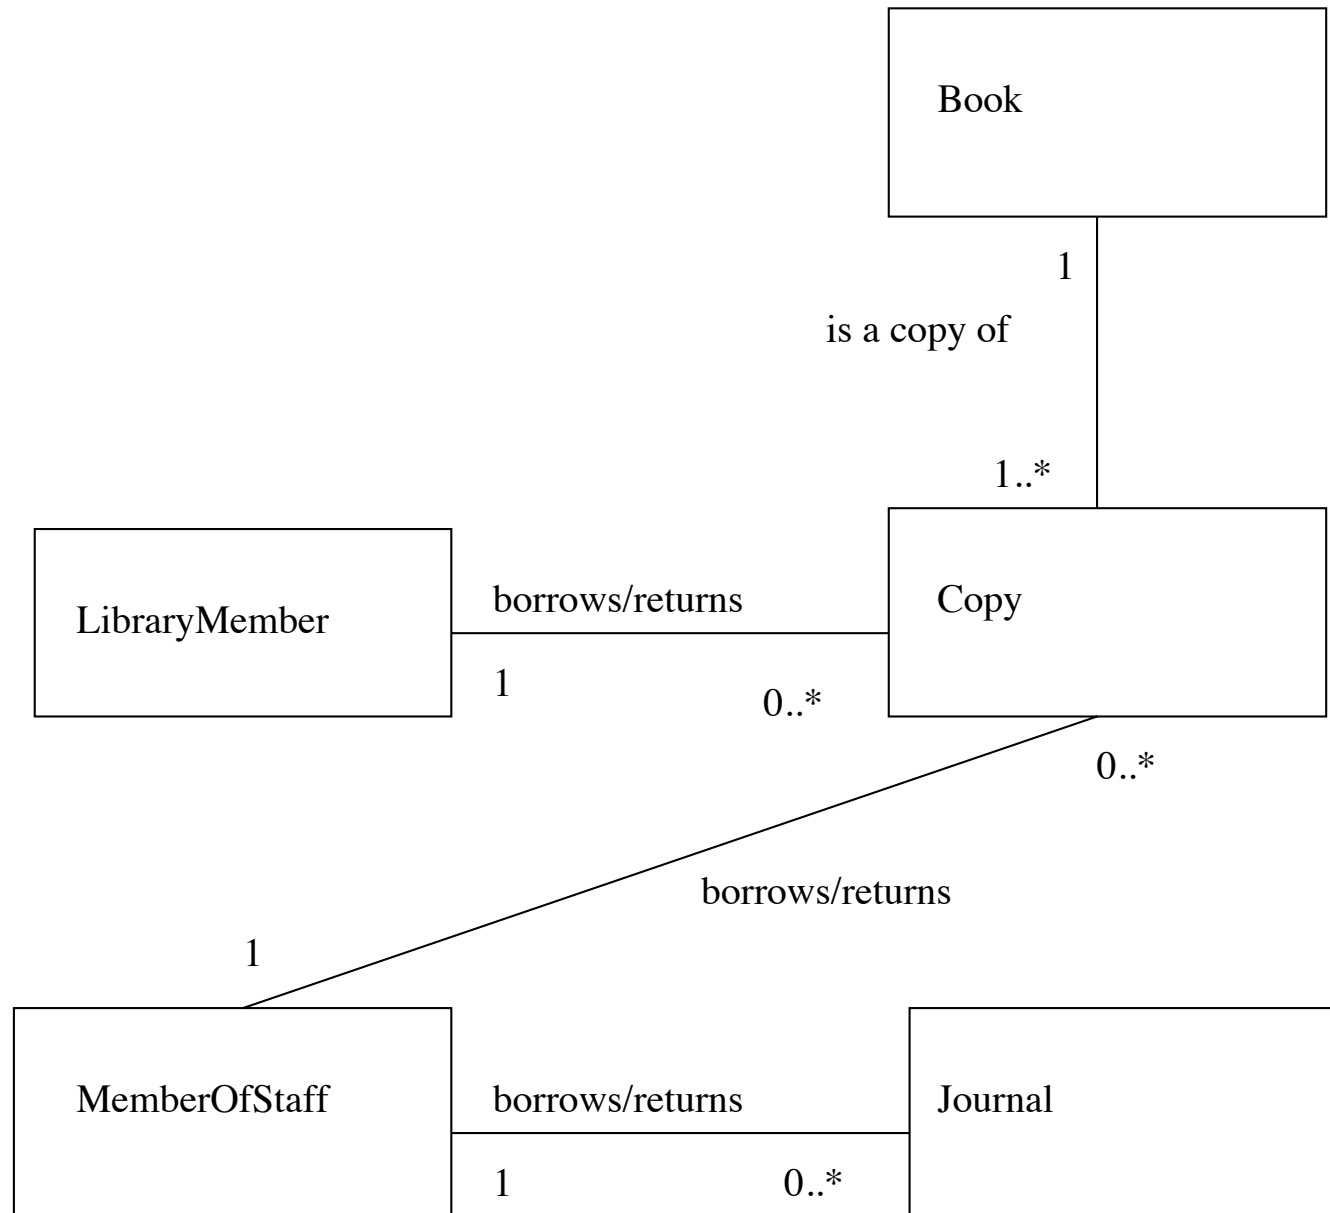 Book
1
is a copy of
1..*
LibraryMember
borrows/returns
Copy
1
0..*
0..*
borrows/returns
1
MemberOfStaff
borrows/returns
Journal
1
0..*